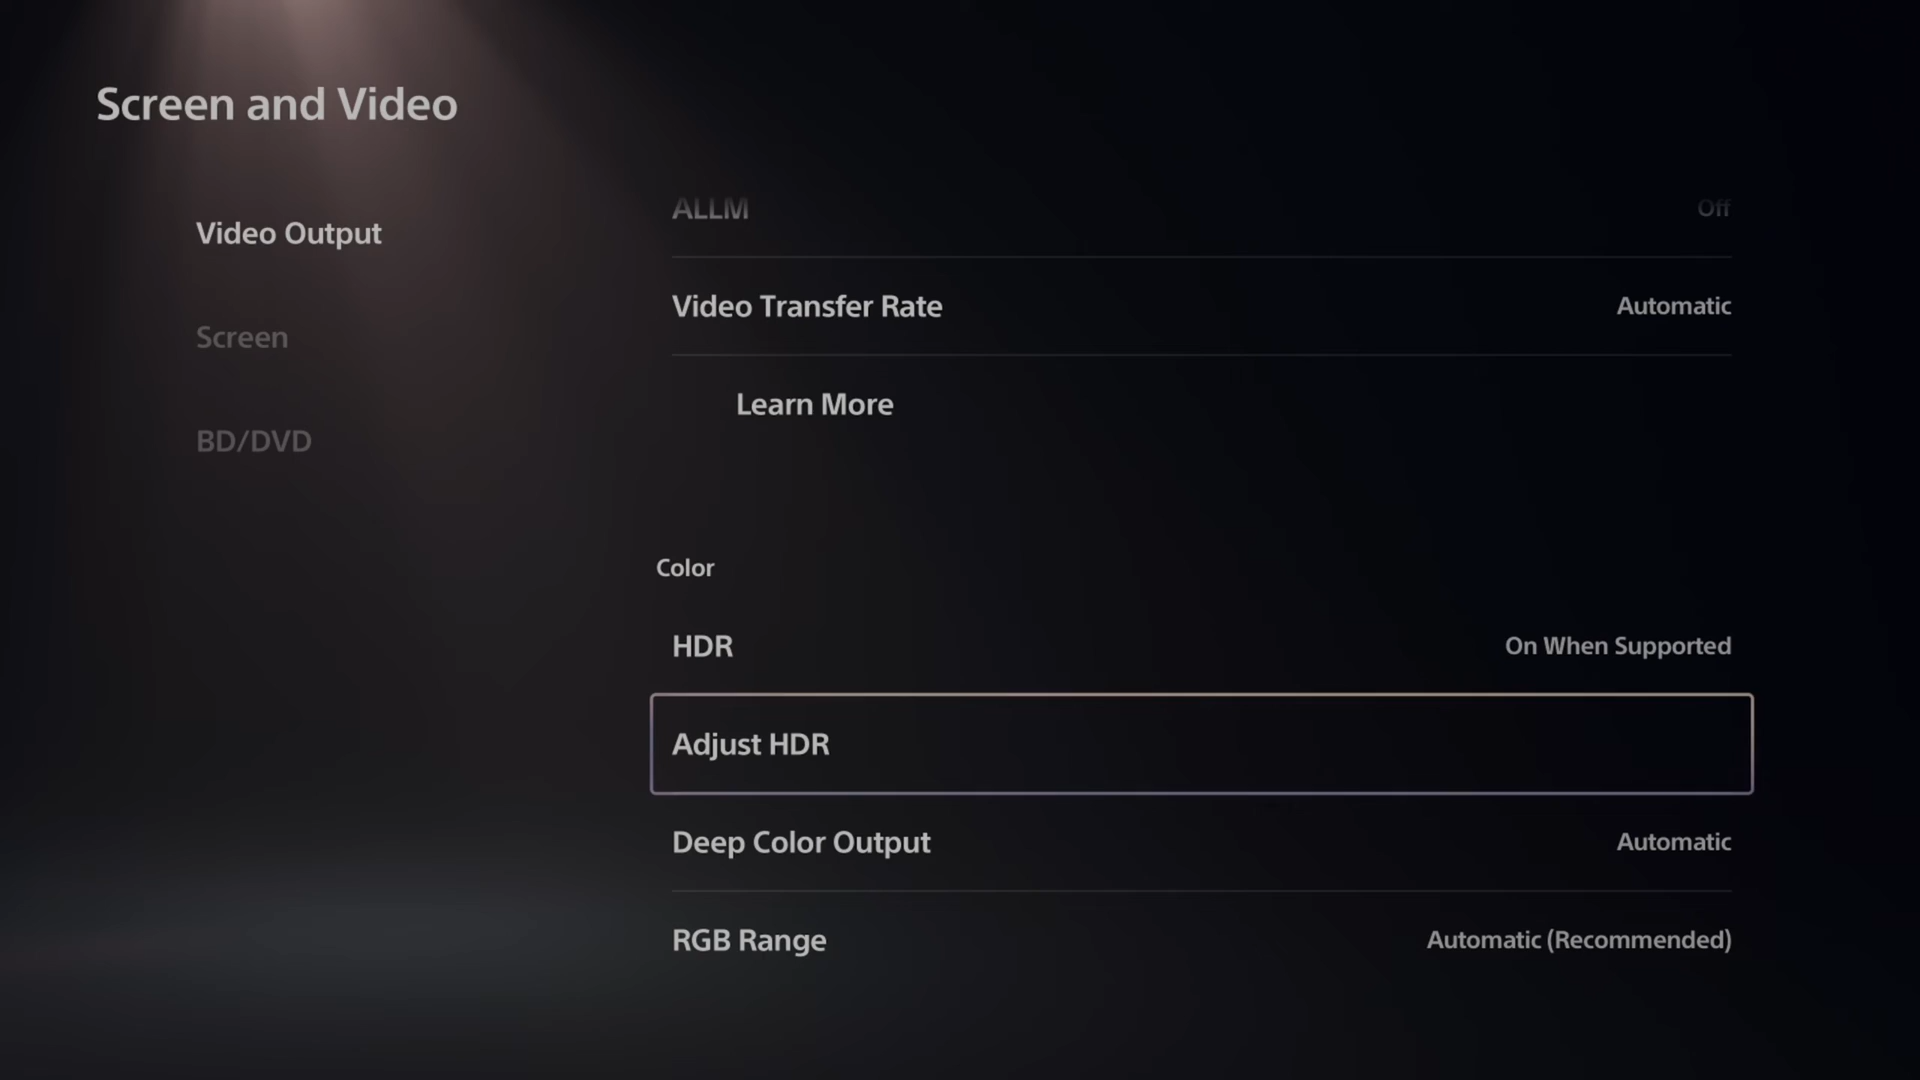 Screen and Video
Video Output
Screen
BD/DVD
ALLM Off
Video Transfer Rate Automatic
Learn More
Color
HDR On When Supported
Adjust HDR
Deep Color Output Automatic
RGB Range Automatic (Recommended)